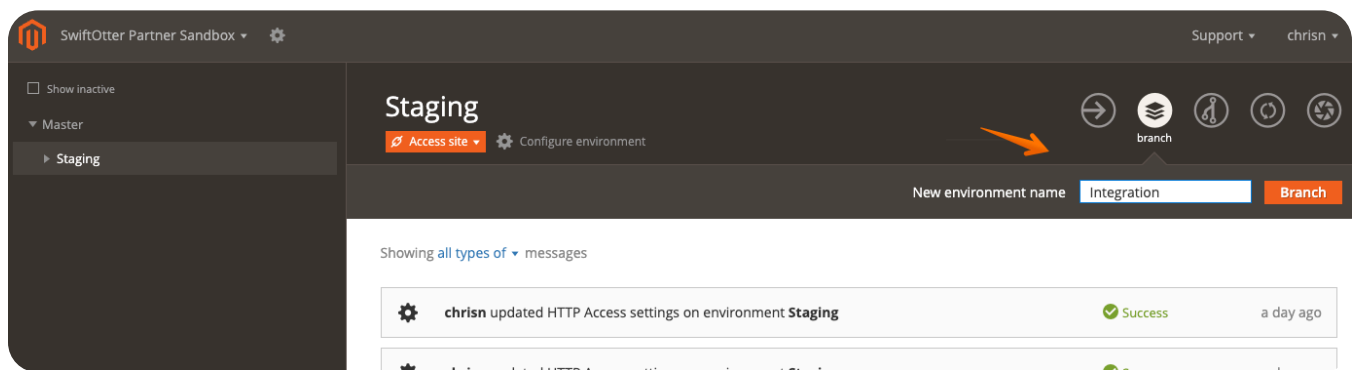 SwiftOtter Partner Sandbox
Support
chrisn
Show inactive
Master
Staging
Staging
Access site
Configure environment
branch
New environment name
Integration
Branch
Showing all types of messages
chrisn updated HTTP Access settings on environment Staging
Success
a day ago